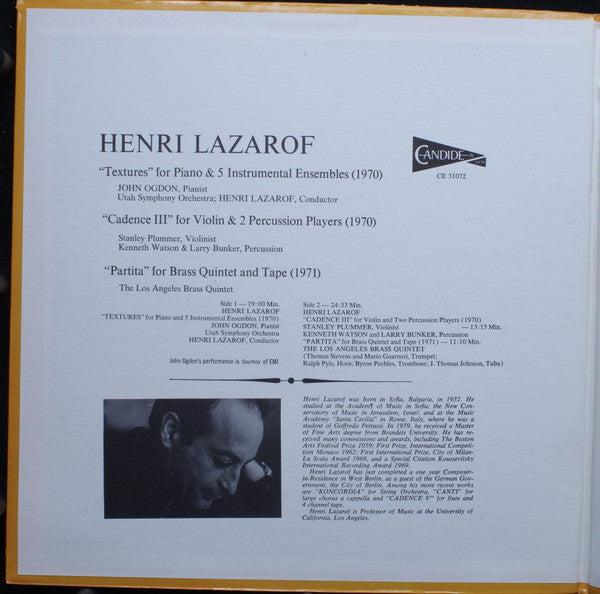 HENRI LAZAROF
CANDIDE
CE 31072
“Textures” for Piano & 5 Instrumental Ensembles (1970)
JOHN OGDON, Pianist
Utah Symphony Orchestra; HENRI LAZAROF, Conductor
“Cadence III” for Violin & 2 Percussion Players (1970)
Stanley Plummer, Violinist
Kenneth Watson & Larry Bunker, Percussion
“Partita” for Brass Quintet and Tape (1971)
The Los Angeles Brass Quintet
Side 1 — 19:00 Min.
HENRI LAZAROF
“TEXTURES” for Piano and 5 Instrumental Ensembles (1970)
JOHN OGDON, Pianist
Utah Symphony Orchestra
HENRI LAZAROF, Conductor
John Ogdon's performance is courtesy of EMI
Side 2 — 24:33 Min.
HENRI LAZAROF
“CADENCE III” for Violin and Two Percussion Players (1970)
STANLEY PLUMMER, Violinist — 13:15 Min.
KENNETH WATSON and LARRY BUNKER, Percussion
“PARTITA” for Brass Quintet and Tape (1971) — 11:10 Min.
THE LOS ANGELES BRASS QUINTET
(Thomas Stevens and Mario Guarneri, Trumpet;
Ralph Pyle, Horn; Byron Peebles, Trombone; J. Thomas Johnson, Tuba)
Henri Lazarof was born in Sofia, Bulgaria, in 1932. He
studied at the Academy of Music in Sofia; the New Con-
servatory of Music in Jerusalem, Israel; and at the Music
Academy "Santa Cecilia" in Rome, Italy, where he was a
student of Gioffredo Petrassi. In 1959, he received a Master
of Fine Arts degree from Brandeis University. He has re-
ceived many commissions and awards, including The Boston
Arts Festival Prize 1959; First Prize, International Compe-
tition Monaco 1962; First International Prize, City of Milan-
La Scala Award 1966, and a Special Citation Koussevitzky
International Recording Award 1969.
Henri Lazarof has just completed a one year Composer-
in-Residence in West Berlin, as a guest of the German Gov-
ernment, the City of Berlin. Among his more recent works
are "KONCORDIA" for String Orchestra, "CANTI" for
large chorus a cappella and "CADENCE V" for flute and
4 channel tape.
Henri Lazarof is Professor of Music at the University of
California, Los Angeles.